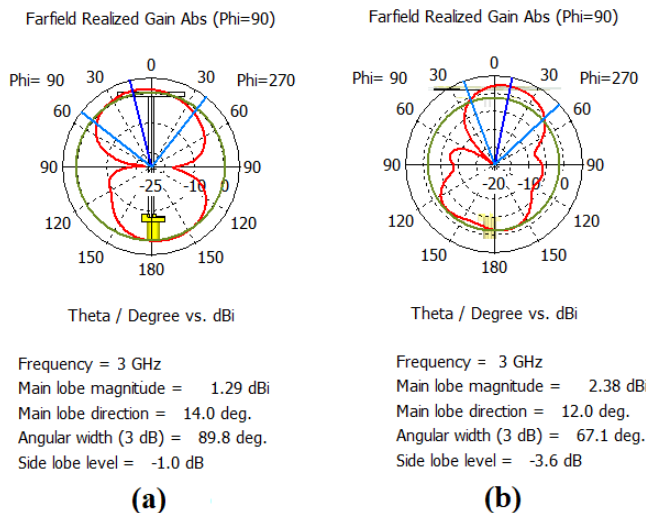 Farfield Realized Gain Abs (Phi=90)
0
Phi= 90 30 30 Phi=270
60 60
90 -25 -10 0 90
120 120
150 150
180
Theta / Degree vs. dBi
Frequency = 3 GHz
Main lobe magnitude = 1.29 dBi
Main lobe direction = 14.0 deg.
Angular width (3 dB) = 89.8 deg.
Side lobe level = -1.0 dB
(a)
Farfield Realized Gain Abs (Phi=90)
0
Phi= 90 30 30 Phi=270
60 60
90 -20 -10 0 90
120 120
150 150
180
Theta / Degree vs. dBi
Frequency = 3 GHz
Main lobe magnitude = 2.38 dBi
Main lobe direction = 12.0 deg.
Angular width (3 dB) = 67.1 deg.
Side lobe level = -3.6 dB
(b)